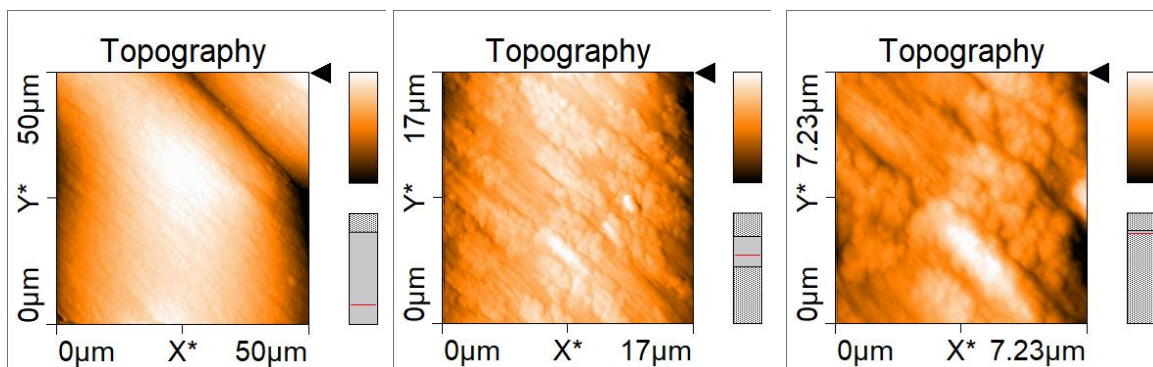 Topography
50µm
Y*
0µm
0µm X* 50µm
Topography
17µm
Y*
0µm
0µm X* 17µm
Topography
7.23µm
Y*
0µm
0µm X* 7.23µm